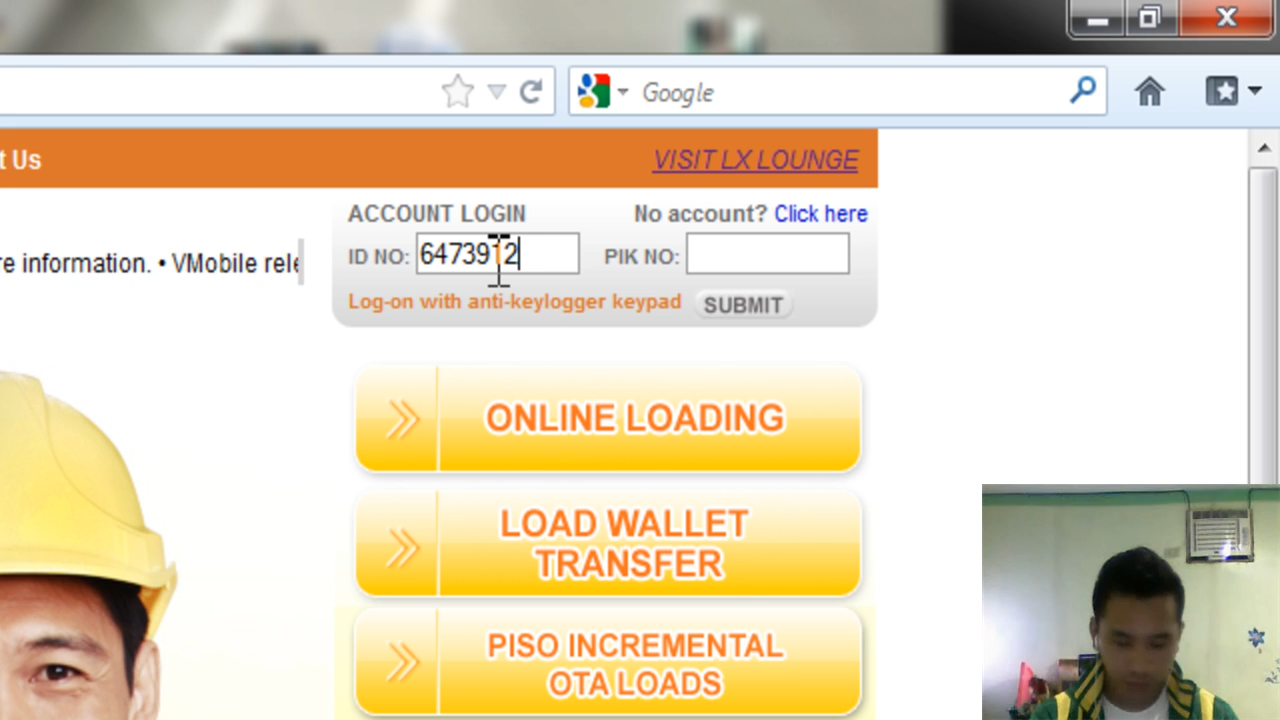 Google
t Us
VISIT LX LOUNGE
ACCOUNT LOGIN
No account? Click here
ID NO: 6473912
PIK NO:
re information. • VMobile rele
Log-on with anti-keylogger keypad
SUBMIT
ONLINE LOADING
LOAD WALLET
TRANSFER
PISO INCREMENTAL
OTA LOADS